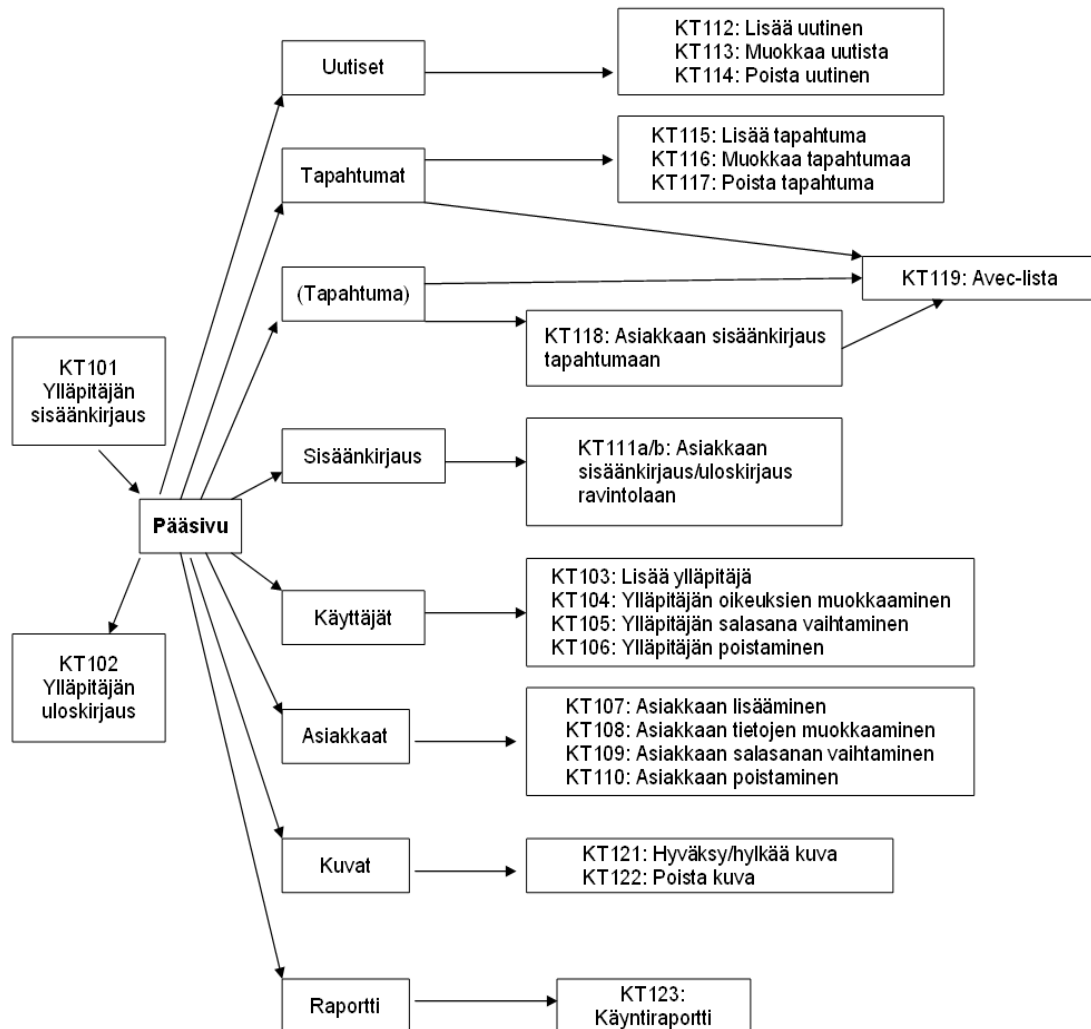 Uutiset
KT112: Lisää uutinen
KT113: Muokkaa uutista
KT114: Poista uutinen
Tapahtumat
KT115: Lisää tapahtuma
KT116: Muokkaa tapahtumaa
KT117: Poista tapahtuma
(Tapahtuma)
KT119: Avec-lista
KT118: Asiakkaan sisäänkirjaus
tapahtumaan
KT101
Ylläpitäjän
sisäänkirjaus
Sisäänkirjaus
KT111a/b: Asiakkaan
sisäänkirjaus/uloskirjaus
ravintolaan
Pääsivu
Käyttäjät
KT103: Lisää ylläpitäjä
KT104: Ylläpitäjän oikeuksien muokkaaminen
KT105: Ylläpitäjän salasana vaihtaminen
KT106: Ylläpitäjän poistaminen
KT102
Ylläpitäjän
uloskirjaus
Asiakkaat
KT107: Asiakkaan lisääminen
KT108: Asiakkaan tietojen muokkaaminen
KT109: Asiakkaan salasanan vaihtaminen
KT110: Asiakkaan poistaminen
Kuvat
KT121: Hyväksy/hylkää kuva
KT122: Poista kuva
Raportti
KT123:
Käyntiraportti